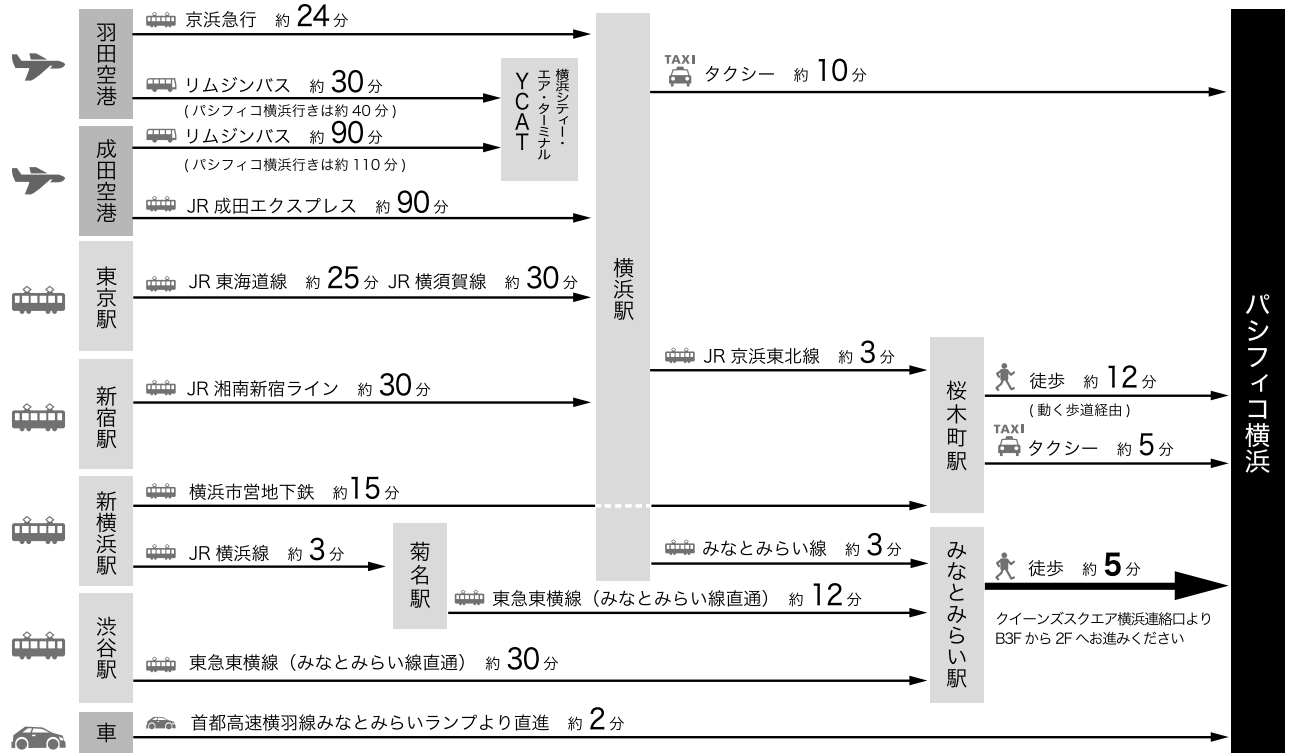 羽田空港
京浜急行 約24分
リムジンバス 約30分
(パシフィコ横浜行きは約40分)
成田空港
リムジンバス 約90分
(パシフィコ横浜行きは約110分)
JR成田エクスプレス 約90分
横浜シティー・
エア・ターミナル
YCAT
東京駅
JR東海道線 約25分 JR横須賀線 約30分
新宿駅
JR湘南新宿ライン 約30分
新横浜駅
横浜市営地下鉄 約15分
JR横浜線 約3分
菊名駅
東急東横線(みなとみらい線直通) 約12分
渋谷駅
東急東横線(みなとみらい線直通) 約30分
車
首都高速横羽線みなとみらいランプより直進 約2分
横浜駅
TAXI
タクシー 約10分
JR京浜東北線 約3分
みなとみらい線 約3分
桜木町駅
徒歩 約12分
(動く歩道経由)
TAXI
タクシー 約5分
みなとみらい駅
徒歩 約5分
クイーンズスクエア横浜連絡口より
B3Fから2Fへお進みください
パシフィコ横浜